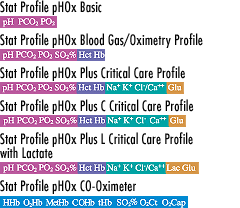 Stat Profile pHOx Basic
pH PCO₂ PO₂
Stat Profile pHOx Blood Gas/Oximetry Profile
pH PCO₂ PO₂ SO₂% Hct Hb
Stat Profile pHOx Plus Critical Care Profile
pH PCO₂ PO₂ SO₂% Hct Hb Na⁺ K⁺ Cl⁻/Ca⁺⁺ Glu
Stat Profile pHOx Plus C Critical Care Profile
pH PCO₂ PO₂ SO₂% Hct Hb Na⁺ K⁺ Cl⁻ Ca⁺⁺ Glu
Stat Profile pHOx Plus L Critical Care Profile
with Lactate
pH PCO₂ PO₂ SO₂% Hct Hb Na⁺ K⁺ Cl⁻/Ca⁺⁺ Lac Glu
Stat Profile pHOx CO-Oximeter
HHb O₂Hb MetHb COHb tHb SO₂% O₂Ct O₂Cap